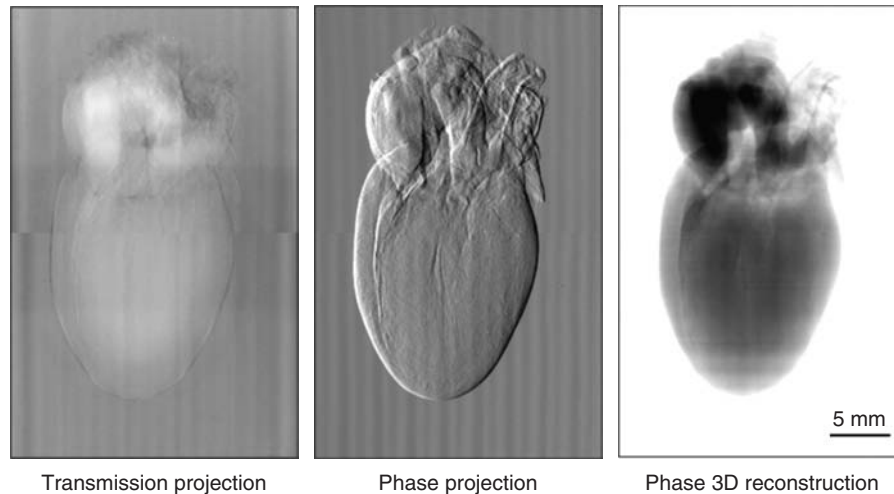 5 mm
Transmission projection
Phase projection
Phase 3D reconstruction